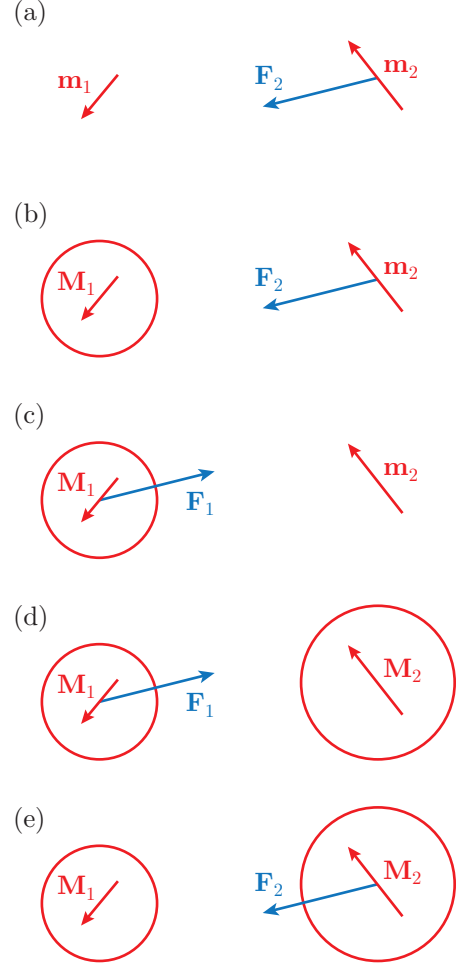 (a)
m₁ F₂ m₂
(b)
M₁ F₂ m₂
(c)
M₁ F₁ m₂
(d)
M₁ F₁ M₂
(e)
M₁ F₂ M₂